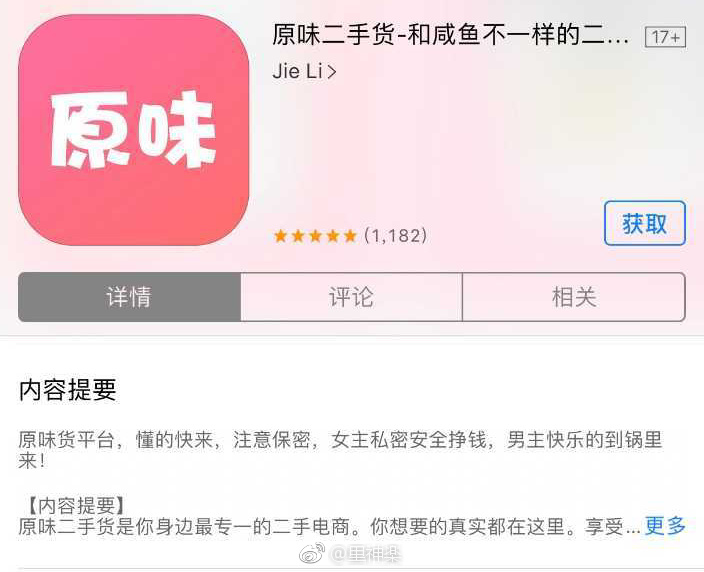 原味
原味二手货-和咸鱼不一样的二...
17+
Jie Li
(1,182)
获取
详情
评论
相关
内容提要
原味货平台，懂的快来，注意保密，女主私密安全挣钱，男主快乐的到锅里
来！
【内容提要】
原味二手货是你身边最专一的二手电商。你想要的真实都在这里。享受...更多